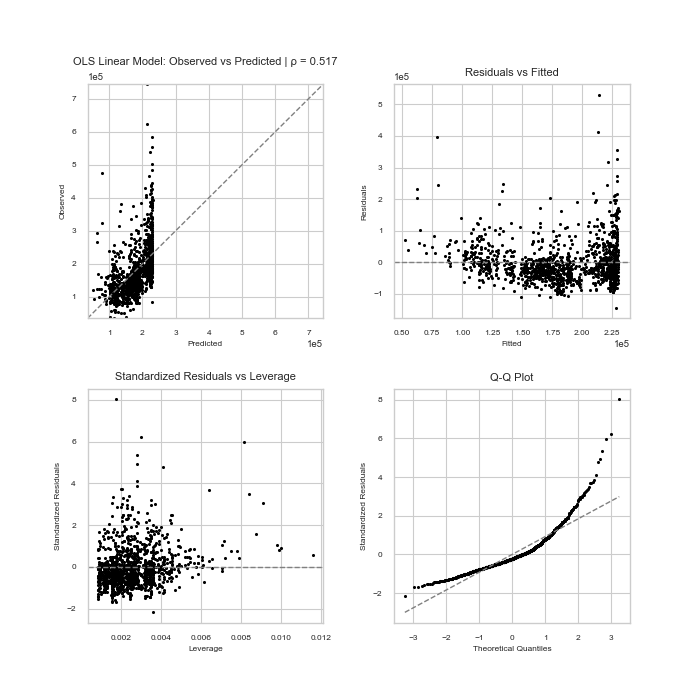 OLS Linear Model: Observed vs Predicted | ρ = 0.517
1e5
7
6
5
4
3
2
1
Observed
1 2 3 4 5 6 7
Predicted
1e5
Residuals vs Fitted
1e5
5
4
3
2
1
0
−1
Residuals
0.50 0.75 1.00 1.25 1.50 1.75 2.00 2.25
Fitted
1e5
Standardized Residuals vs Leverage
8
6
4
2
0
−2
Standardized Residuals
0.002 0.004 0.006 0.008 0.010 0.012
Leverage
Q-Q Plot
8
6
4
2
0
−2
Standardized Residuals
−3 −2 −1 0 1 2 3
Theoretical Quantiles